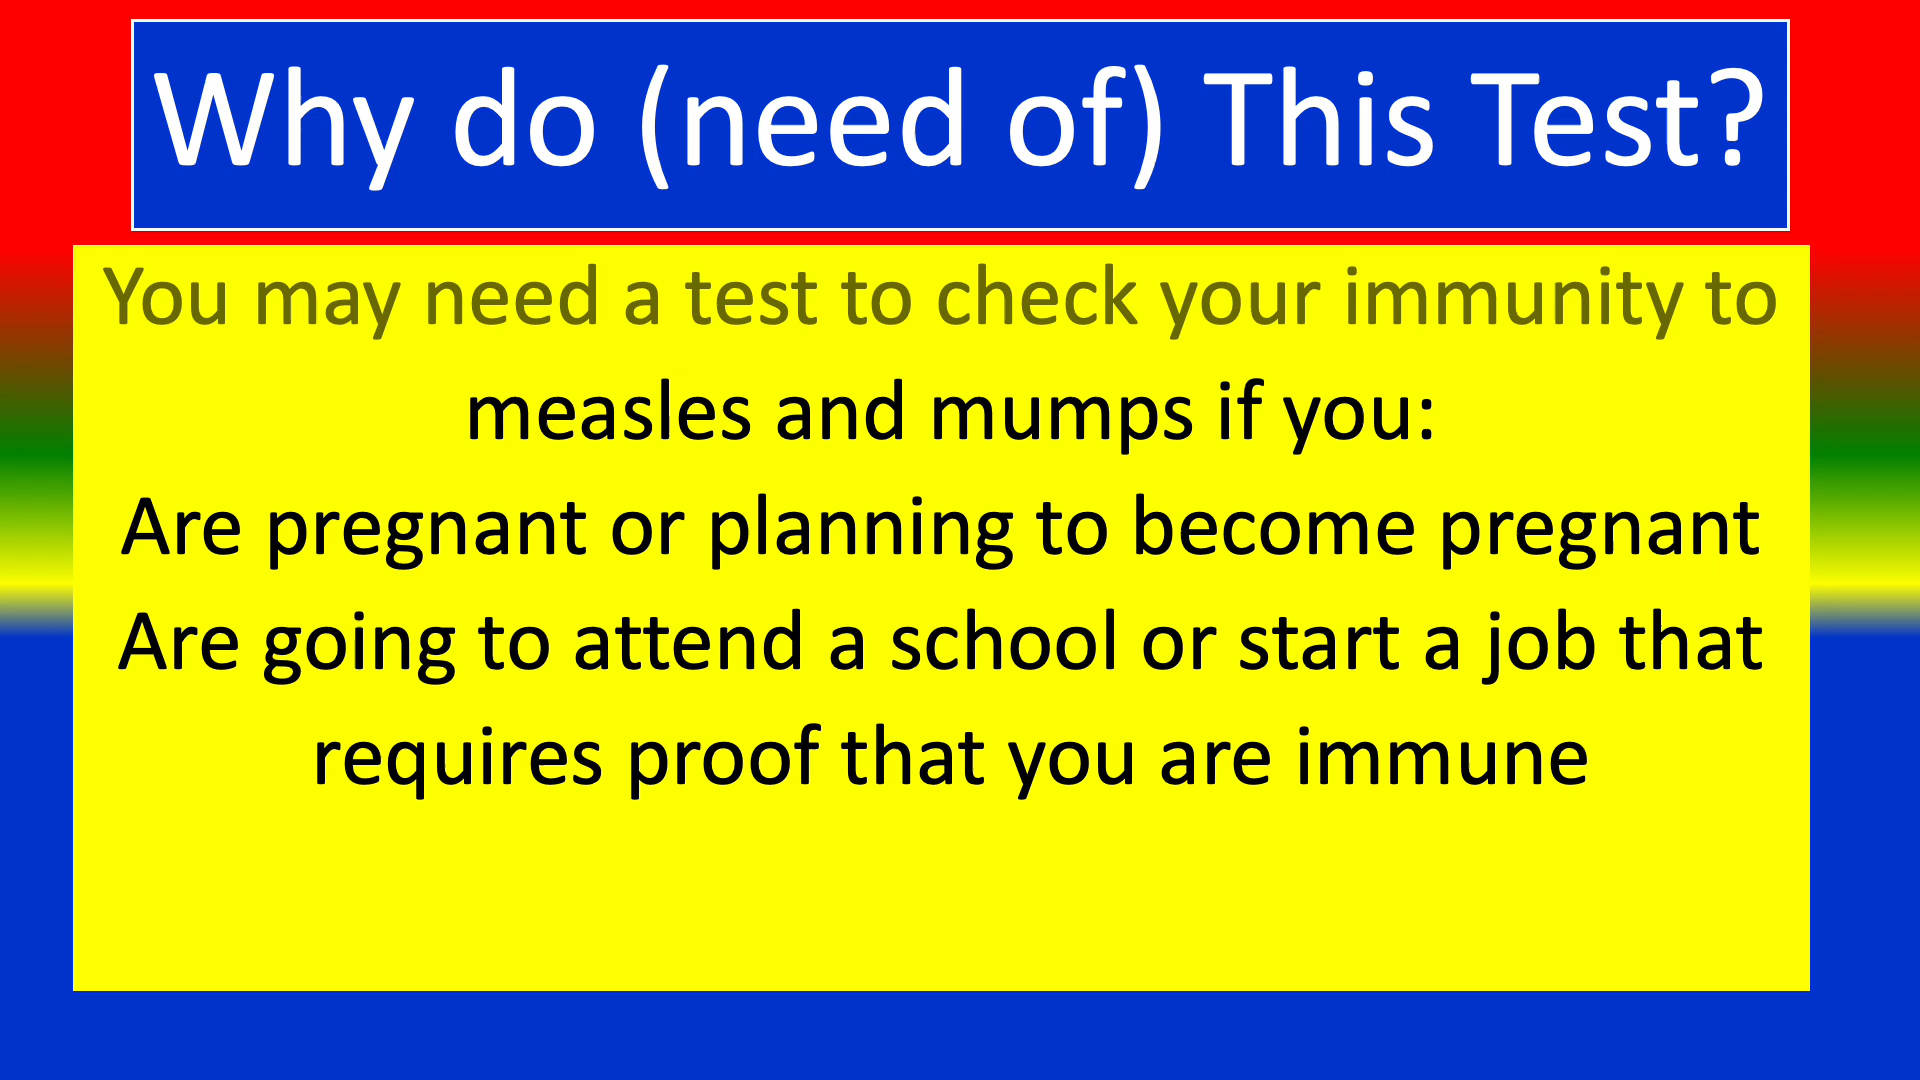 Why do (need of) This Test?
You may need a test to check your immunity to
measles and mumps if you:
Are pregnant or planning to become pregnant
Are going to attend a school or start a job that
requires proof that you are immune